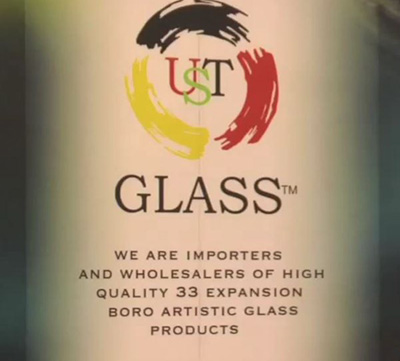 UST
GLASS™
WE ARE IMPORTERS
AND WHOLESALERS OF HIGH
QUALITY 33 EXPANSION
BORO ARTISTIC GLASS
PRODUCTS